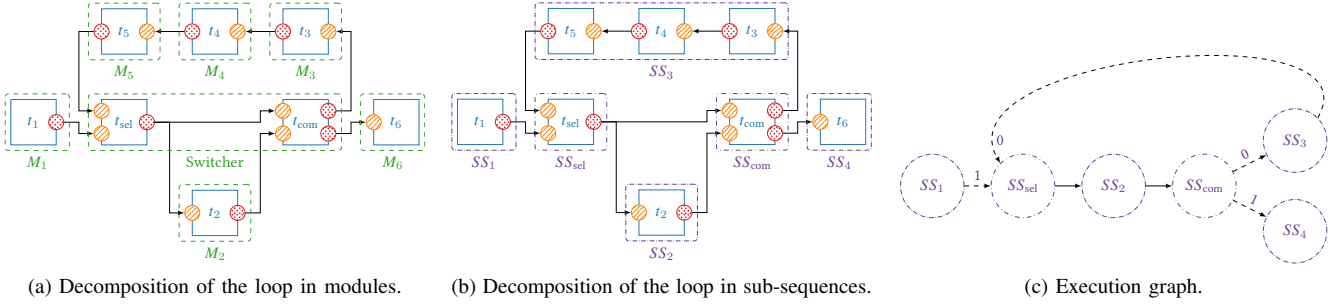 t5 t4 t3
M5 M4 M3
t1 tsel tcom t6
M1 Switcher M6
t2
M2
(a) Decomposition of the loop in modules.
t5 t4 t3
SS3
t1 tsel tcom t6
SS1 SSsel SScom SS4
t2
SS2
(b) Decomposition of the loop in sub-sequences.
0 0 SS3
SS1 1 SSsel SS2 SScom
1 SS4
(c) Execution graph.